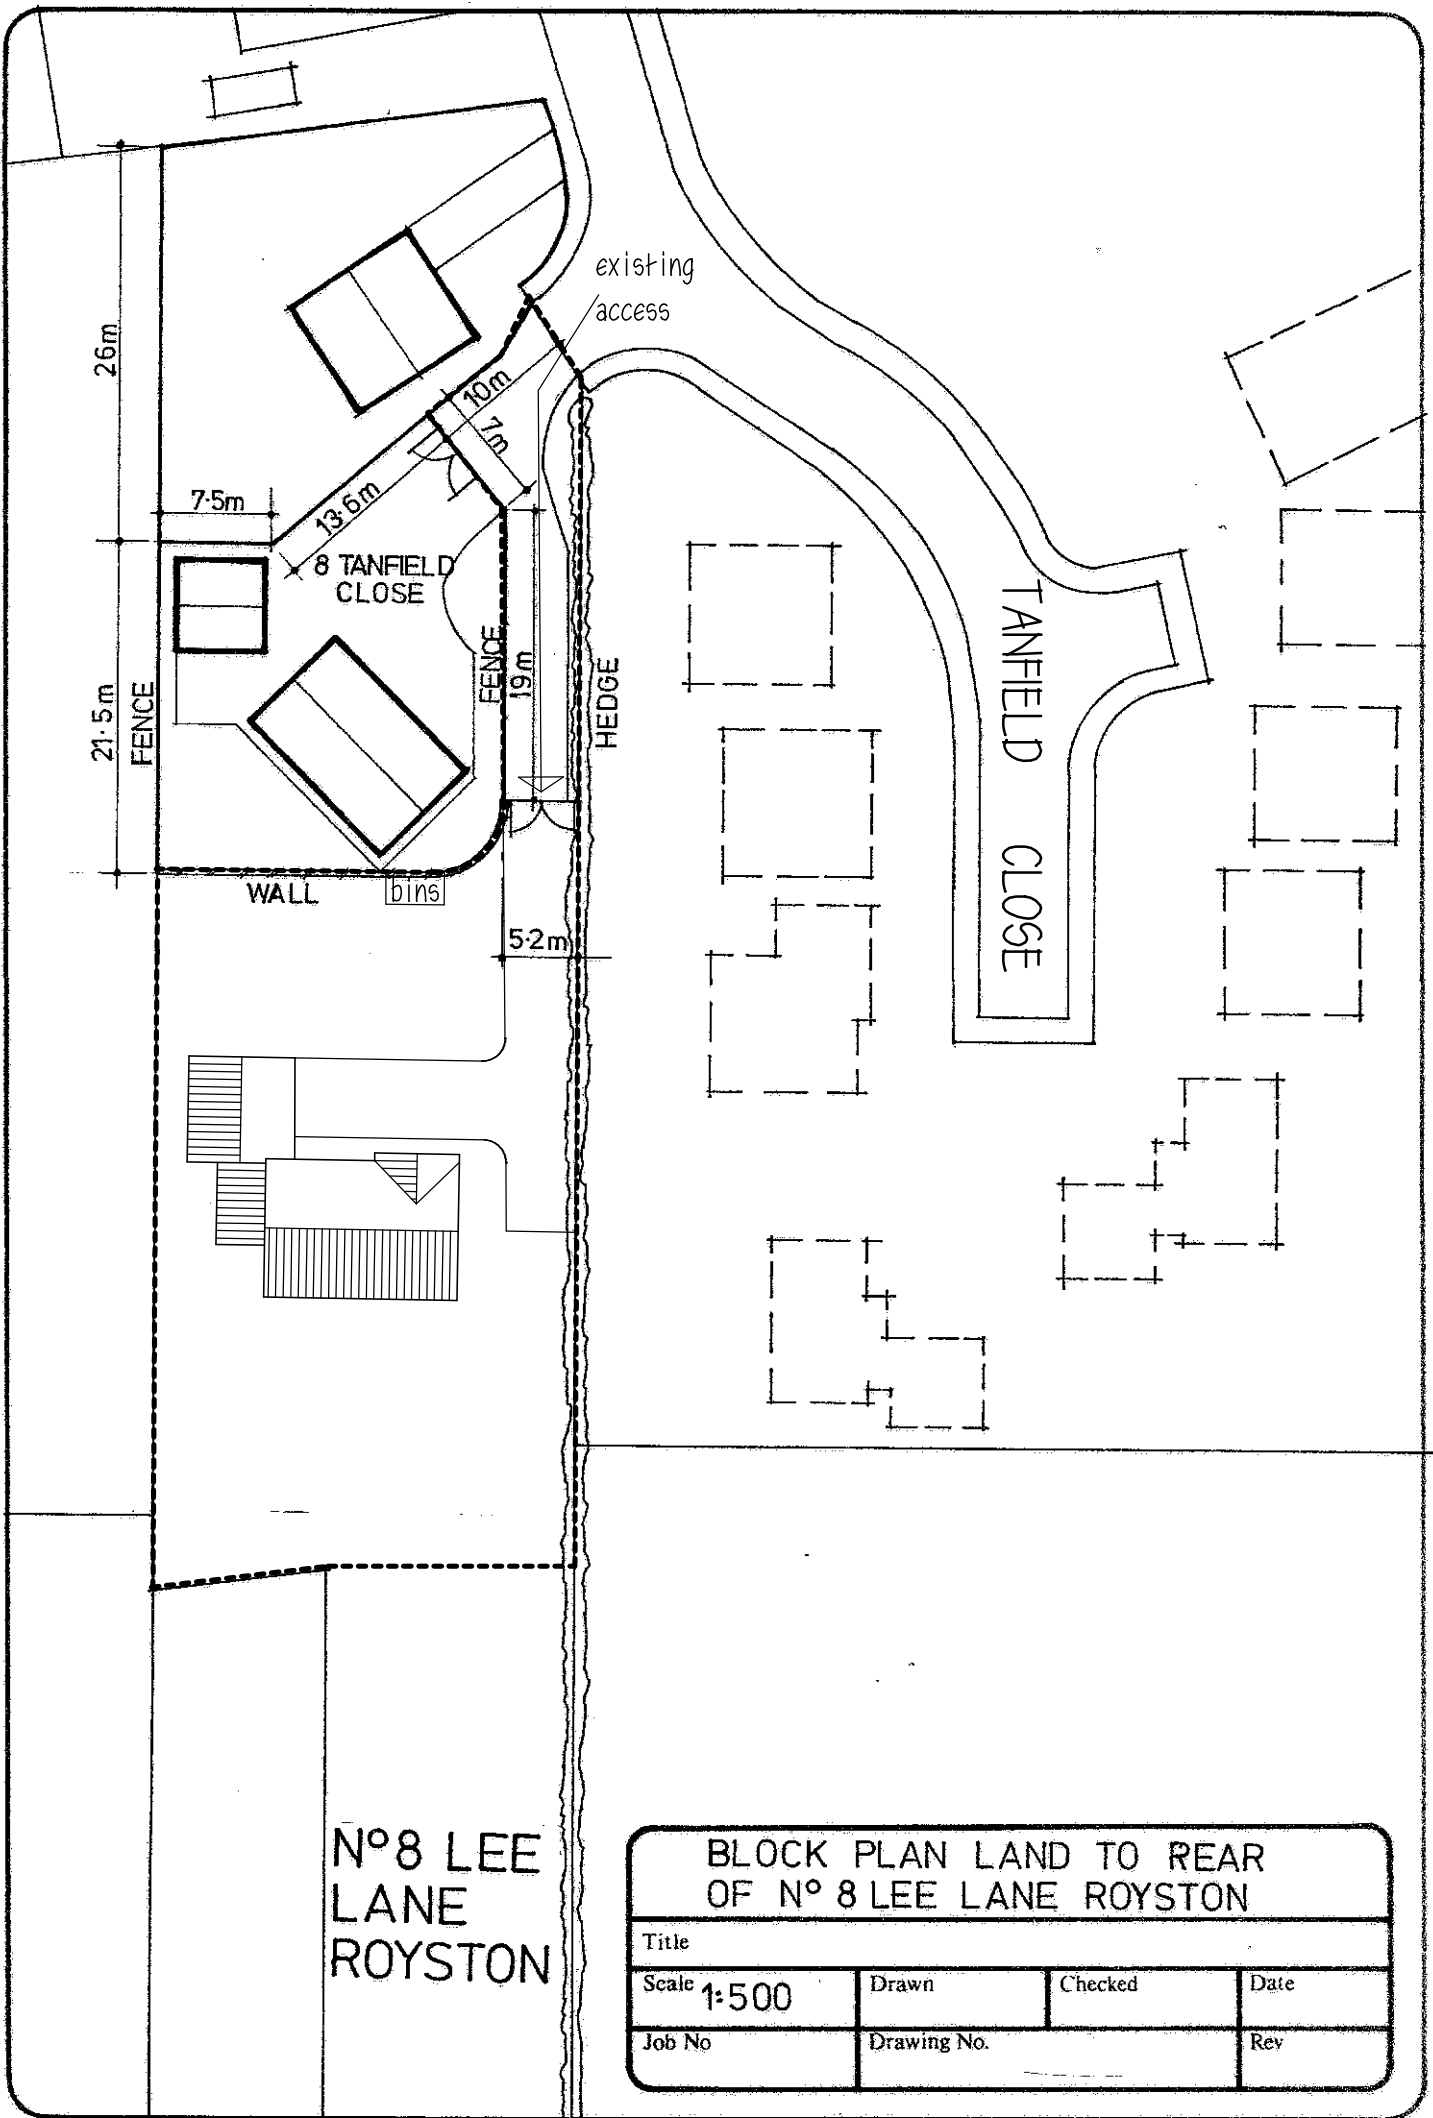 existing
access
26m
10m
7m
7.5m
13.6m
8 TANFIELD
CLOSE
FENCE
19m
HEDGE
21.5m
FENCE
WALL
bins
5.2m
TANFIELD CLOSE
Nº8 LEE
LANE
ROYSTON
BLOCK PLAN LAND TO REAR
OF Nº 8 LEE LANE ROYSTON
Title
Scale 1:500
Drawn
Checked
Date
Job No
Drawing No.
Rev